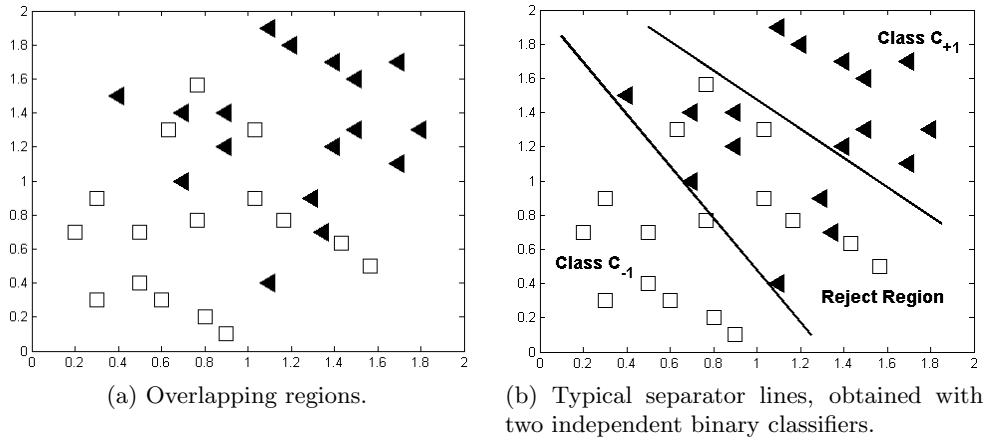 2
1.8
1.6
1.4
1.2
1
0.8
0.6
0.4
0.2
0
0 0.2 0.4 0.6 0.8 1 1.2 1.4 1.6 1.8 2
(a) Overlapping regions.
2
1.8
1.6
1.4
1.2
1
0.8
0.6
0.4
0.2
0
Class C+1
Class C-1
Reject Region
0 0.2 0.4 0.6 0.8 1 1.2 1.4 1.6 1.8 2
(b) Typical separator lines, obtained with
two independent binary classifiers.